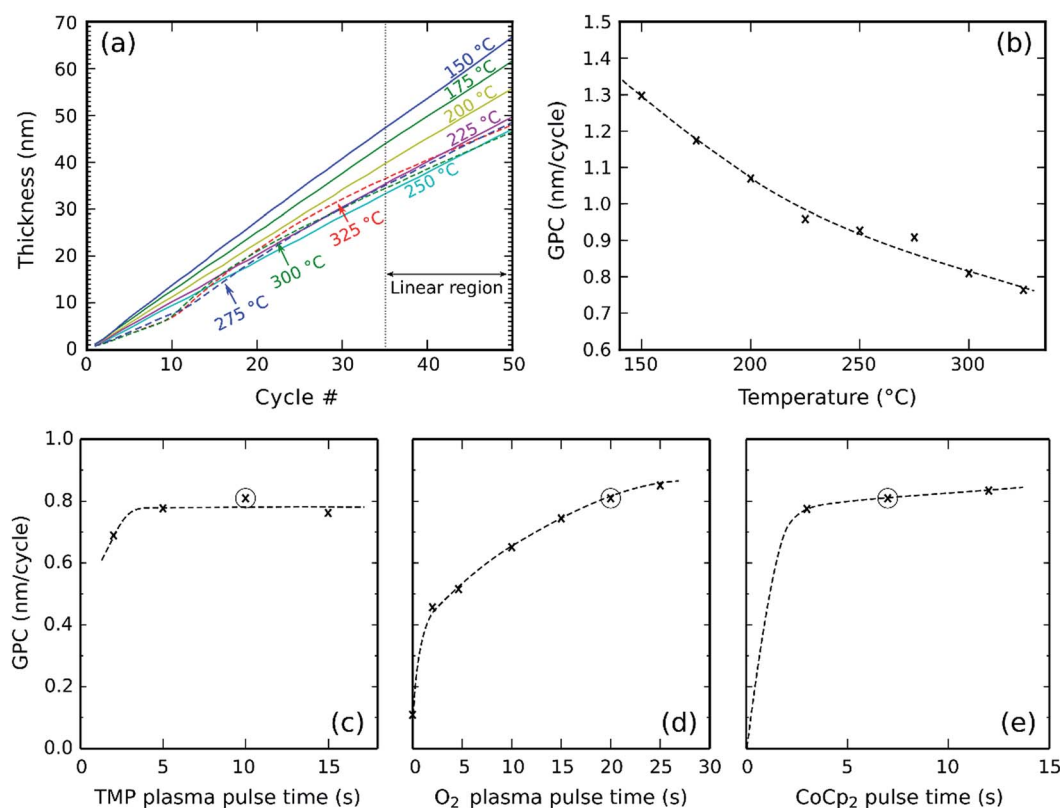 (a)
Thickness (nm)
70
60
50
40
30
20
10
0
150 °C
175 °C
200 °C
225 °C
250 °C
325 °C
300 °C
275 °C
Linear region
0 10 20 30 40 50
Cycle #
(b)
GPC (nm/cycle)
1.5
1.4
1.3
1.2
1.1
1.0
0.9
0.8
0.7
0.6
150 200 250 300
Temperature (°C)
GPC (nm/cycle)
1.0
0.8
0.6
0.4
0.2
0.0
(c)
0 5 10 15
TMP plasma pulse time (s)
(d)
0 5 10 15 20 25 30
O₂ plasma pulse time (s)
(e)
0 5 10 15
CoCp₂ pulse time (s)